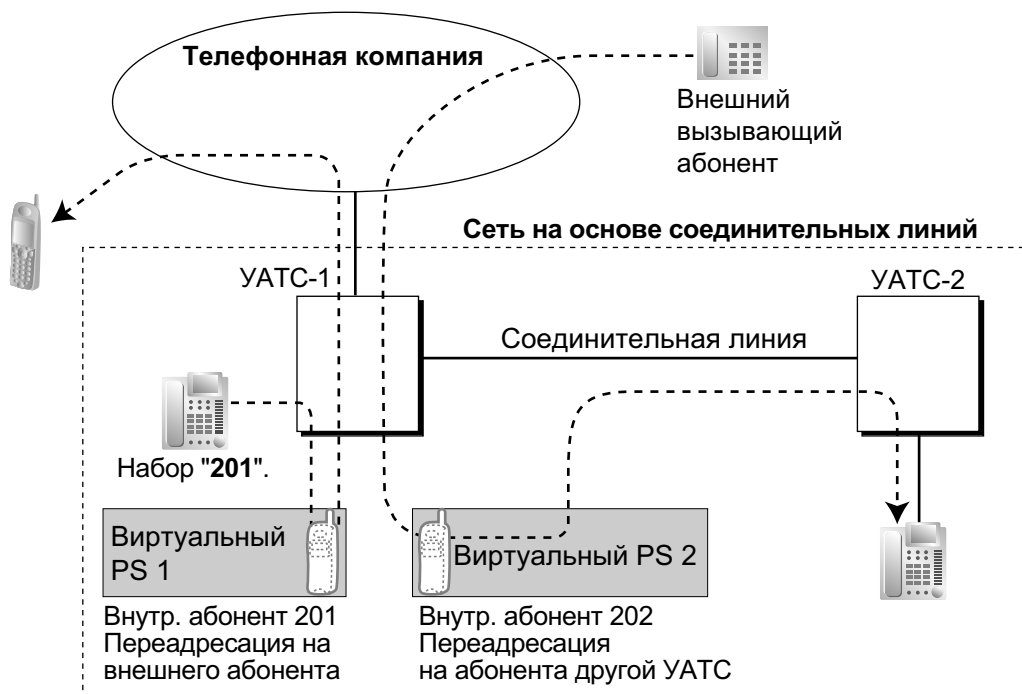 Телефонная компания
Внешний
вызывающий
абонент
Сеть на основе соединительных линий
УАТС-1
УАТС-2
Соединительная линия
Набор "201".
Виртуальный
PS 1
Виртуальный PS 2
Внутр. абонент 201
Переадресация на
внешнего абонента
Внутр. абонент 202
Переадресация
на абонента другой УАТС